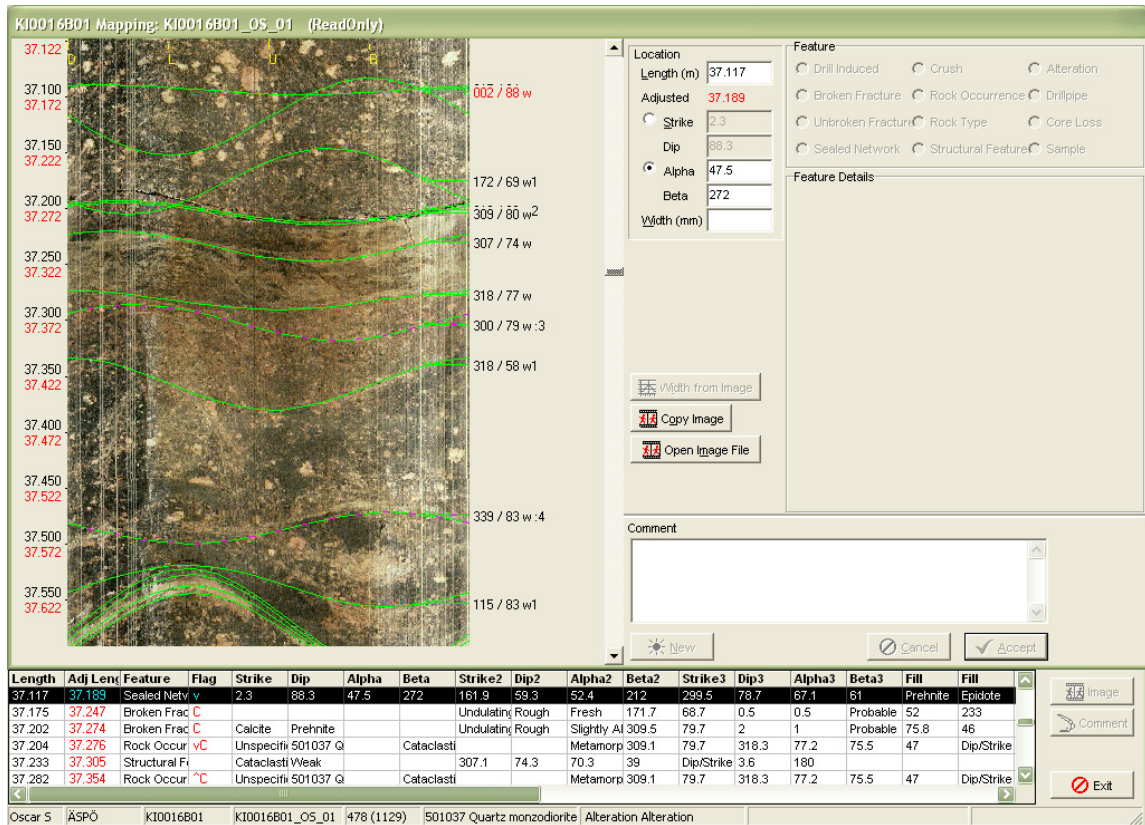 KI0016B01 Mapping: KI0016B01_OS_01 (ReadOnly)
D L U R
37.122
37.100
37.172
37.150
37.222
37.200
37.272
37.250
37.322
37.300
37.372
37.350
37.422
37.400
37.472
37.450
37.522
37.500
37.572
37.550
37.622
002 / 88 w
172 / 69 w1
309 / 80 w2
307 / 74 w
318 / 77 w
300 / 79 w :3
318 / 58 w1
339 / 83 w :4
115 / 83 w1
Location
Length (m) 37.117
Adjusted 37.189
Strike 2.3
Dip 88.3
Alpha 47.5
Beta 272
Width (mm)
Feature
Drill Induced Crush Alteration
Broken Fracture Rock Occurrence Drillpipe
Unbroken Fracture Rock Type Core Loss
Sealed Network Structural Feature Sample
Feature Details
Width from Image
Copy Image
Open Image File
Comment
New Cancel Accept
Length Adj Leng Feature Flag Strike Dip Alpha Beta Strike2 Dip2 Alpha2 Beta2 Strike3 Dip3 Alpha3 Beta3 Fill Fill
37.117 37.189 Sealed Netv v 2.3 88.3 47.5 272 161.9 59.3 52.4 212 299.5 78.7 67.1 61 Prehnite Epidote
37.175 37.247 Broken Frac C Undulating Rough Fresh 171.7 68.7 0.5 0.5 Probable 52 233
37.202 37.274 Broken Frac C Calcite Prehnite Undulating Rough Slightly Al 309.5 79.7 2 1 Probable 75.8 46
37.204 37.276 Rock Occur vC Unspecifi 501037 Q Cataclasti Metamorp 309.1 79.7 318.3 77.2 75.5 47 Dip/Strike
37.233 37.305 Structural F Cataclasti Weak 307.1 74.3 70.3 39 Dip/Strike 3.6 180
37.282 37.354 Rock Occur ^C Unspecifi 501037 Q Cataclasti Metamorp 309.1 79.7 318.3 77.2 75.5 47 Dip/Strike
Image
Comment
Exit
Oscar S ÄSPÖ KI0016B01 KI0016B01_OS_01 478 (1129) 501037 Quartz monzodiorite Alteration Alteration